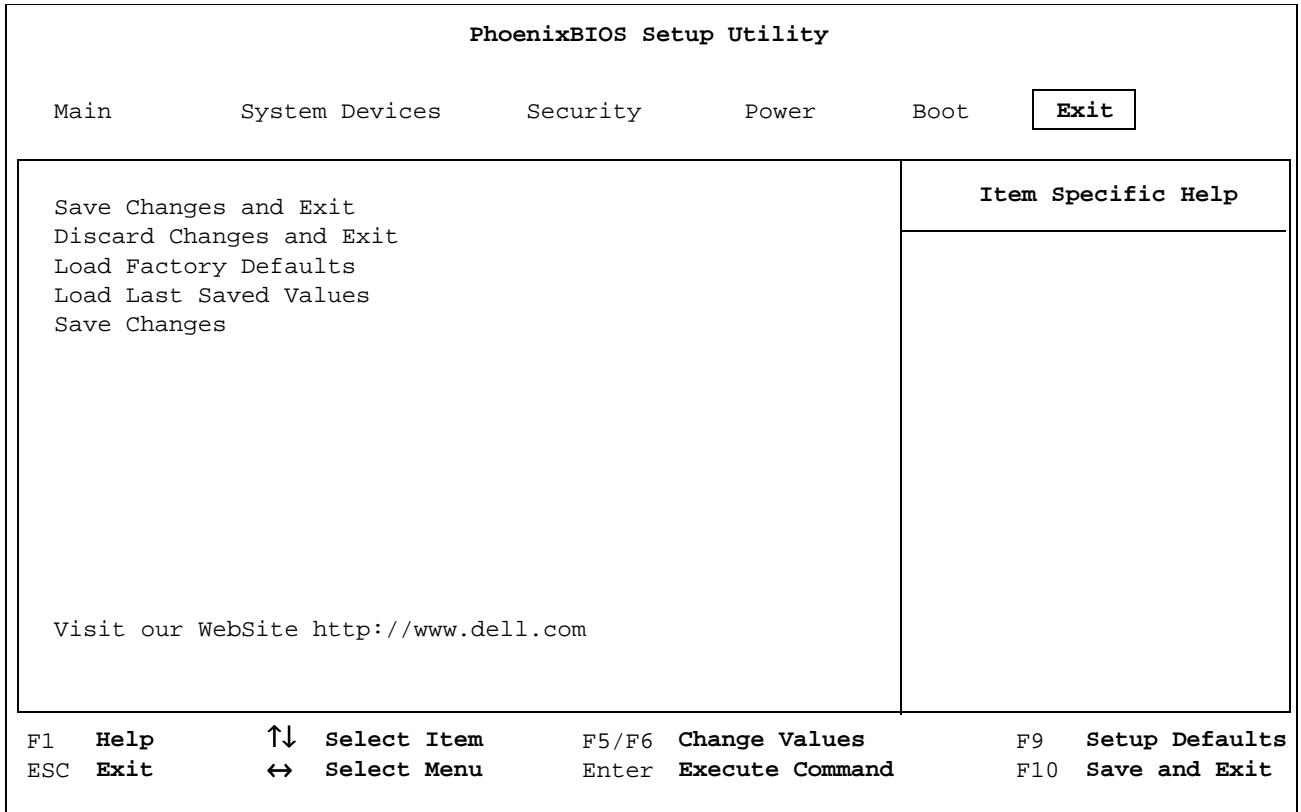 PhoenixBIOS Setup Utility
Main System Devices Security Power Boot Exit
Save Changes and Exit
Discard Changes and Exit
Load Factory Defaults
Load Last Saved Values
Save Changes
Visit our WebSite http://www.dell.com
Item Specific Help
F1 Help ↑↓ Select Item F5/F6 Change Values F9 Setup Defaults
ESC Exit ↔ Select Menu Enter Execute Command F10 Save and Exit